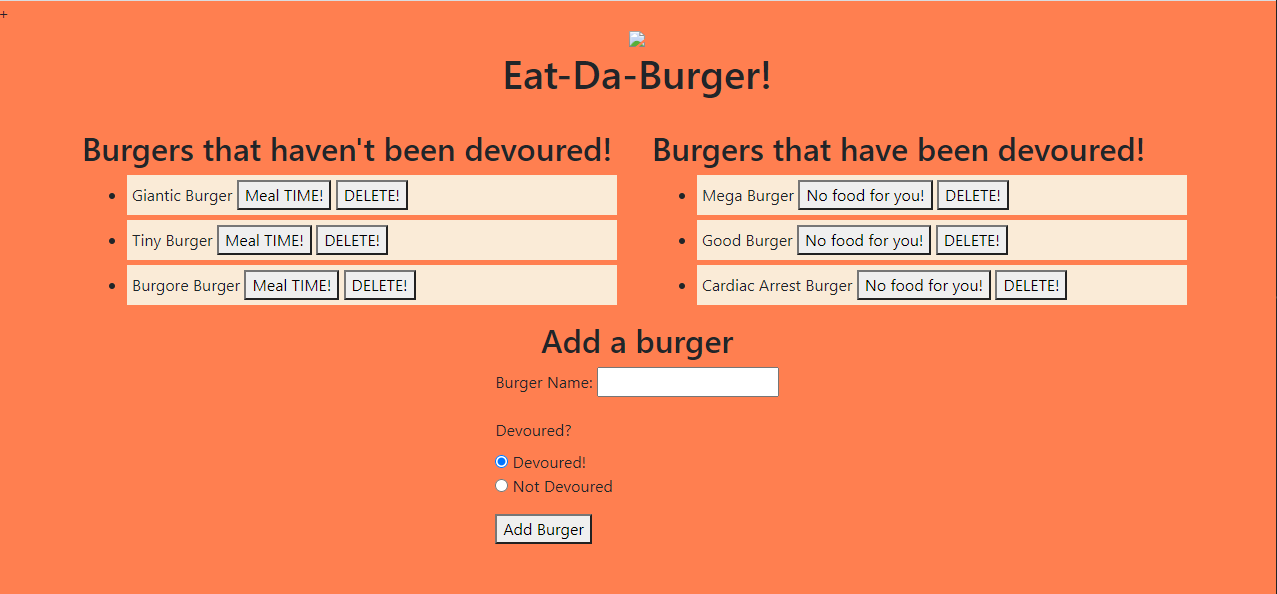 +
Eat-Da-Burger!
Burgers that haven't been devoured!
Giantic Burger Meal TIME! DELETE!
Tiny Burger Meal TIME! DELETE!
Burgore Burger Meal TIME! DELETE!
Burgers that have been devoured!
Mega Burger No food for you! DELETE!
Good Burger No food for you! DELETE!
Cardiac Arrest Burger No food for you! DELETE!
Add a burger
Burger Name:
Devoured?
Devoured!
Not Devoured
Add Burger